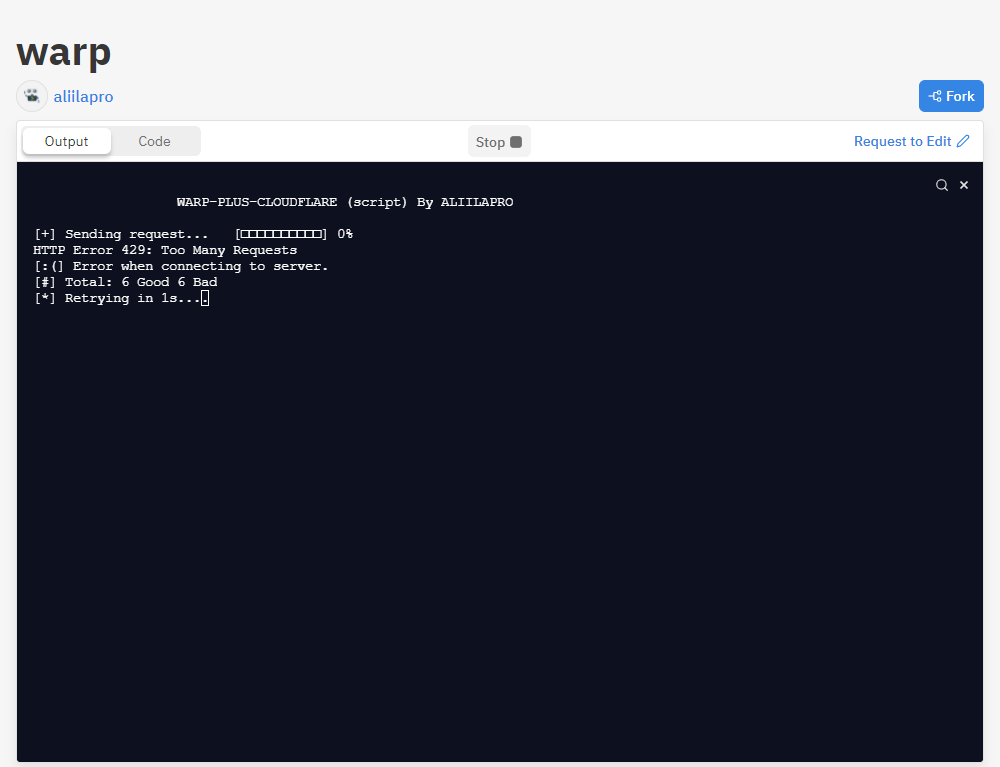 warp
aliilapro
Fork
Output Code Stop Request to Edit
WARP-PLUS-CLOUDFLARE (script) By ALIILAPRO
[+] Sending request... [□□□□□□□□□□] 0%
HTTP Error 429: Too Many Requests
[:(] Error when connecting to server.
[#] Total: 6 Good 6 Bad
[*] Retrying in 1s....